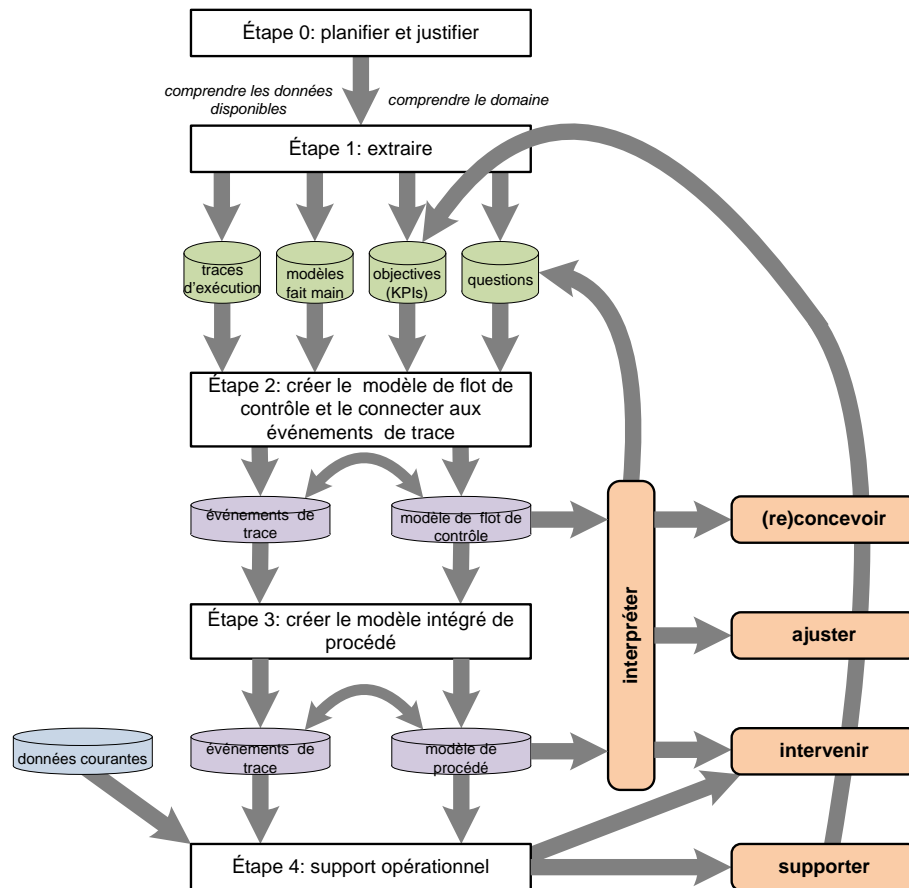 Étape 0: planifier et justifier
comprendre les données
disponibles
comprendre le domaine
Étape 1: extraire
traces
d'exécution
modèles
fait main
objectives
(KPIs)
questions
Étape 2: créer le modèle de flot de
contrôle et le connecter aux
événements de trace
événements de
trace
modèle de flot de
contrôle
interpréter
(re)concevoir
Étape 3: créer le modèle intégré de
procédé
ajuster
données courantes
événements de
trace
modèle de
procédé
intervenir
Étape 4: support opérationnel
supporter